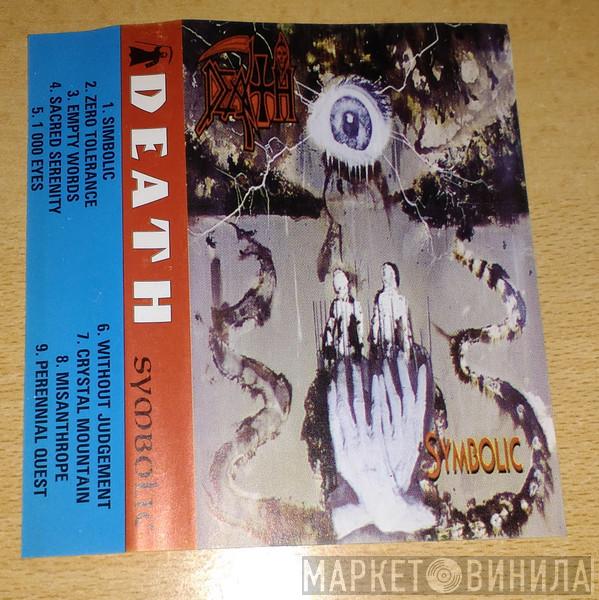 1. SIMBOLIC
2. ZERO TOLERANCE
3. EMPTY WORDS
4. SACRED SERENITY
5. 1 000 EYES
6. WITHOUT JUDGEMENT
7. CRYSTAL MOUNTAIN
8. MISANTHROPE
9. PERENNIAL QUEST
DEATH SYMBOLIC
DEATH
SYMBOLIC
МАРКЕТ ВИНИЛА